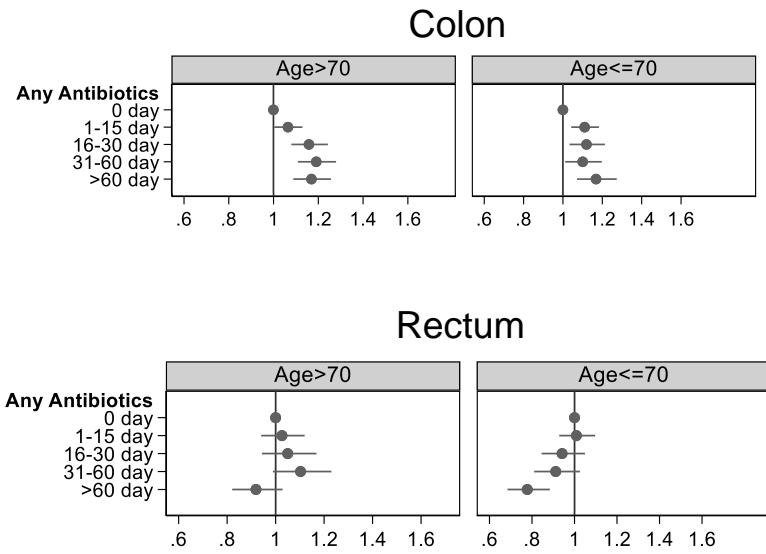 Colon
Age>70 Age<=70
Any Antibiotics
0 day
1-15 day
16-30 day
31-60 day
>60 day
.6 .8 1 1.2 1.4 1.6 .6 .8 1 1.2 1.4 1.6
Rectum
Age>70 Age<=70
Any Antibiotics
0 day
1-15 day
16-30 day
31-60 day
>60 day
.6 .8 1 1.2 1.4 1.6 .6 .8 1 1.2 1.4 1.6